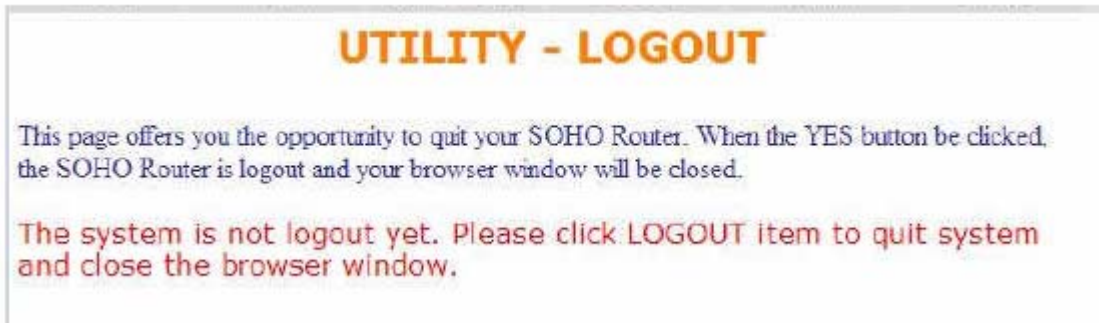 UTILITY - LOGOUT
This page offers you the opportunity to quit your SOHO Router. When the YES button be clicked,
the SOHO Router is logout and your browser window will be closed.
The system is not logout yet. Please click LOGOUT item to quit system
and close the browser window.